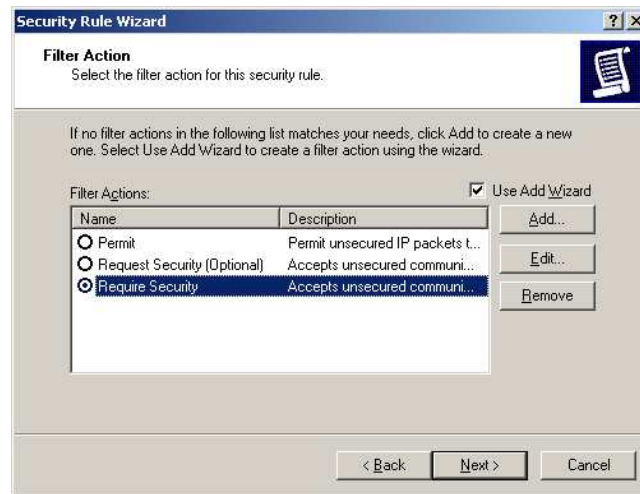 Security Rule Wizard
Filter Action
Select the filter action for this security rule.
If no filter actions in the following list matches your needs, click Add to create a new
one. Select Use Add Wizard to create a filter action using the wizard.
Filter Actions:
Use Add Wizard
Name Description
Permit Permit unsecured IP packets t...
Request Security (Optional) Accepts unsecured communi...
Require Security Accepts unsecured communi...
Add...
Edit...
Remove
< Back Next > Cancel